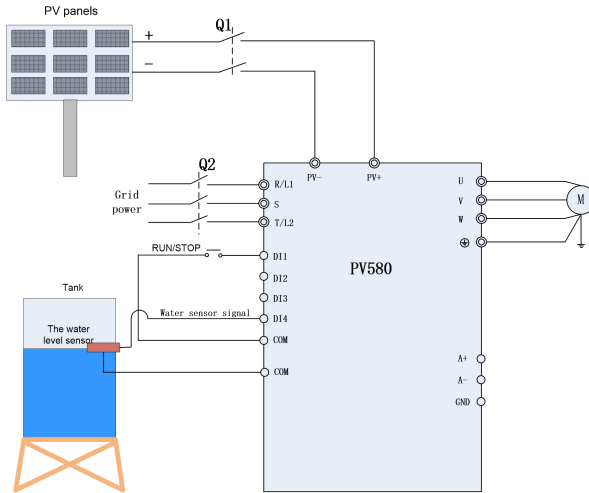 PV panels
+
−
Q1
Q2
PV-
PV+
Grid
power
R/L1
S
T/L2
RUN/STOP
DI1
DI2
DI3
Water sensor signal
DI4
COM
COM
PV580
U
V
W
M
A+
A-
GND
Tank
The water
level sensor